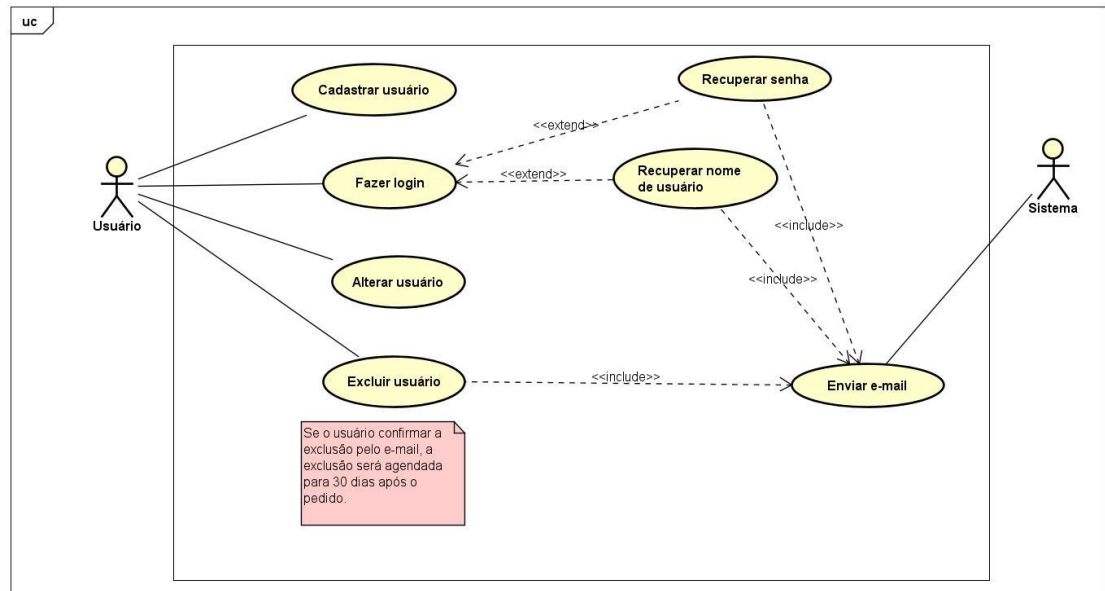 uc
Cadastrar usuário
Recuperar senha
<<extend>>
Fazer login
<<extend>>
Recuperar nome
de usuário
Usuário
Sistema
<<include>>
<<include>>
Alterar usuário
Excluir usuário
<<include>>
Enviar e-mail
Se o usuário confirmar a
exclusão pelo e-mail, a
exclusão será agendada
para 30 dias após o
pedido.